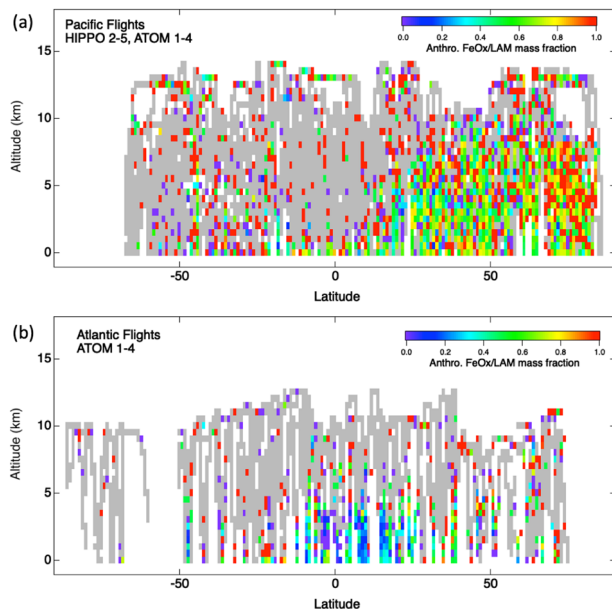 (a)
Pacific Flights
HIPPO 2-5, ATOM 1-4
0.0 0.2 0.4 0.6 0.8 1.0
Anthro. FeOx/LAM mass fraction
15
10
5
0
Altitude (km)
-50 0 50
Latitude
(b)
Atlantic Flights
ATOM 1-4
0.0 0.2 0.4 0.6 0.8 1.0
Anthro. FeOx/LAM mass fraction
15
10
5
0
Altitude (km)
-50 0 50
Latitude